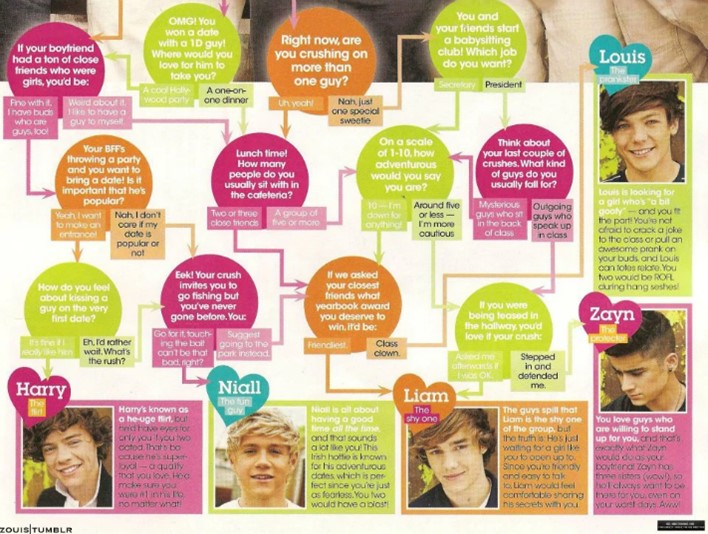 If your boyfriend
had a ton of close
friends who were
girls, you'd be:
Fine with it,
I have buds
who are
guys, too!
Weird about it,
I like to have a
guy to myself.
OMG! You
won a date
with a 1D guy!
Where would you
love for him to
take you?
A cool Holly-
wood party
A one-on-
one dinner
Right now, are
you crushing on
more than
one guy?
Uh, yeah!
Nah, just
one special
sweetie
You and
your friends start
a babysitting
club! Which job
do you want?
Secretary
President
Your BFF's
throwing a party
and you want to
bring a date! Is it
important that he's
popular?
Yeah, I want
to make an
entrance!
Nah, I don't
care if my
date is
popular or
not
Lunch time!
How many
people do you
usually sit with in
the cafeteria?
Two or three
close friends
A group of
five or more
On a scale
of 1-10, how
adventurous
would you say
you are?
10 — I'm
down for
anything!
Around five
or less —
I'm more
cautious
Think about
your last couple of
crushes. What kind
of guys do you
usually fall for?
Mysterious
guys who sit
in the back
of class
Outgoing
guys who
speak up
in class
How do you feel
about kissing a
guy on the very
first date?
It's fine if I
really like him
Eh, I'd rather
wait. What's
the rush?
Eek! Your crush
invites you to
go fishing but
you've never
gone before. You:
Go for it, touch-
ing the bait
can't be that
bad, right?
Suggest
going to the
park instead.
If we asked
your closest
friends what
yearbook award
you deserve to
win, it'd be:
Friendliest.
Class
clown.
If you were
being teased in
the hallway, you'd
love if your crush:
Asked me
afterwards if
I was OK.
Stepped
in and
defended
me.
Louis
The
prankster
Louis is looking for
a girl who's "a bit
goofy" — and you fit
the part! You're not
afraid to crack a joke
to the class or pull an
awesome prank on
your buds, and Louis
can totes relate. You
two would be ROFL
during hang seshes!
Zayn
The
protector
You love guys who
are willing to stand
up for you, and that's
exactly what Zayn
would do as your
boyfriend! Zayn has
three sisters (wow!), so
he'll always want to be
there for you, even on
your worst days. Aww!
Harry
The
flirt
Harry's known as
a he-uge flirt, but
he'd have eyes for
only you if you two
dated. That's be-
cause he's super-
loyal — a quality
that you love. He'd
make sure you
were #1 in his life,
no matter what!
Niall
The fun
guy
Niall is all about
having a good
time all the time,
and that sounds
a lot like you! This
Irish hottie is known
for his adventurous
dates, which is per-
fect since you're just
as fearless. You two
would have a blast!
Liam
The
shy one
The guys spill that
Liam is the shy one
of the group, but
the truth is: He's just
waiting for a girl like
you to open up to.
Since you're friendly
and easy to talk
to, Liam would feel
comfortable sharing
his secrets with you.
ZOUIS|TUMBLR